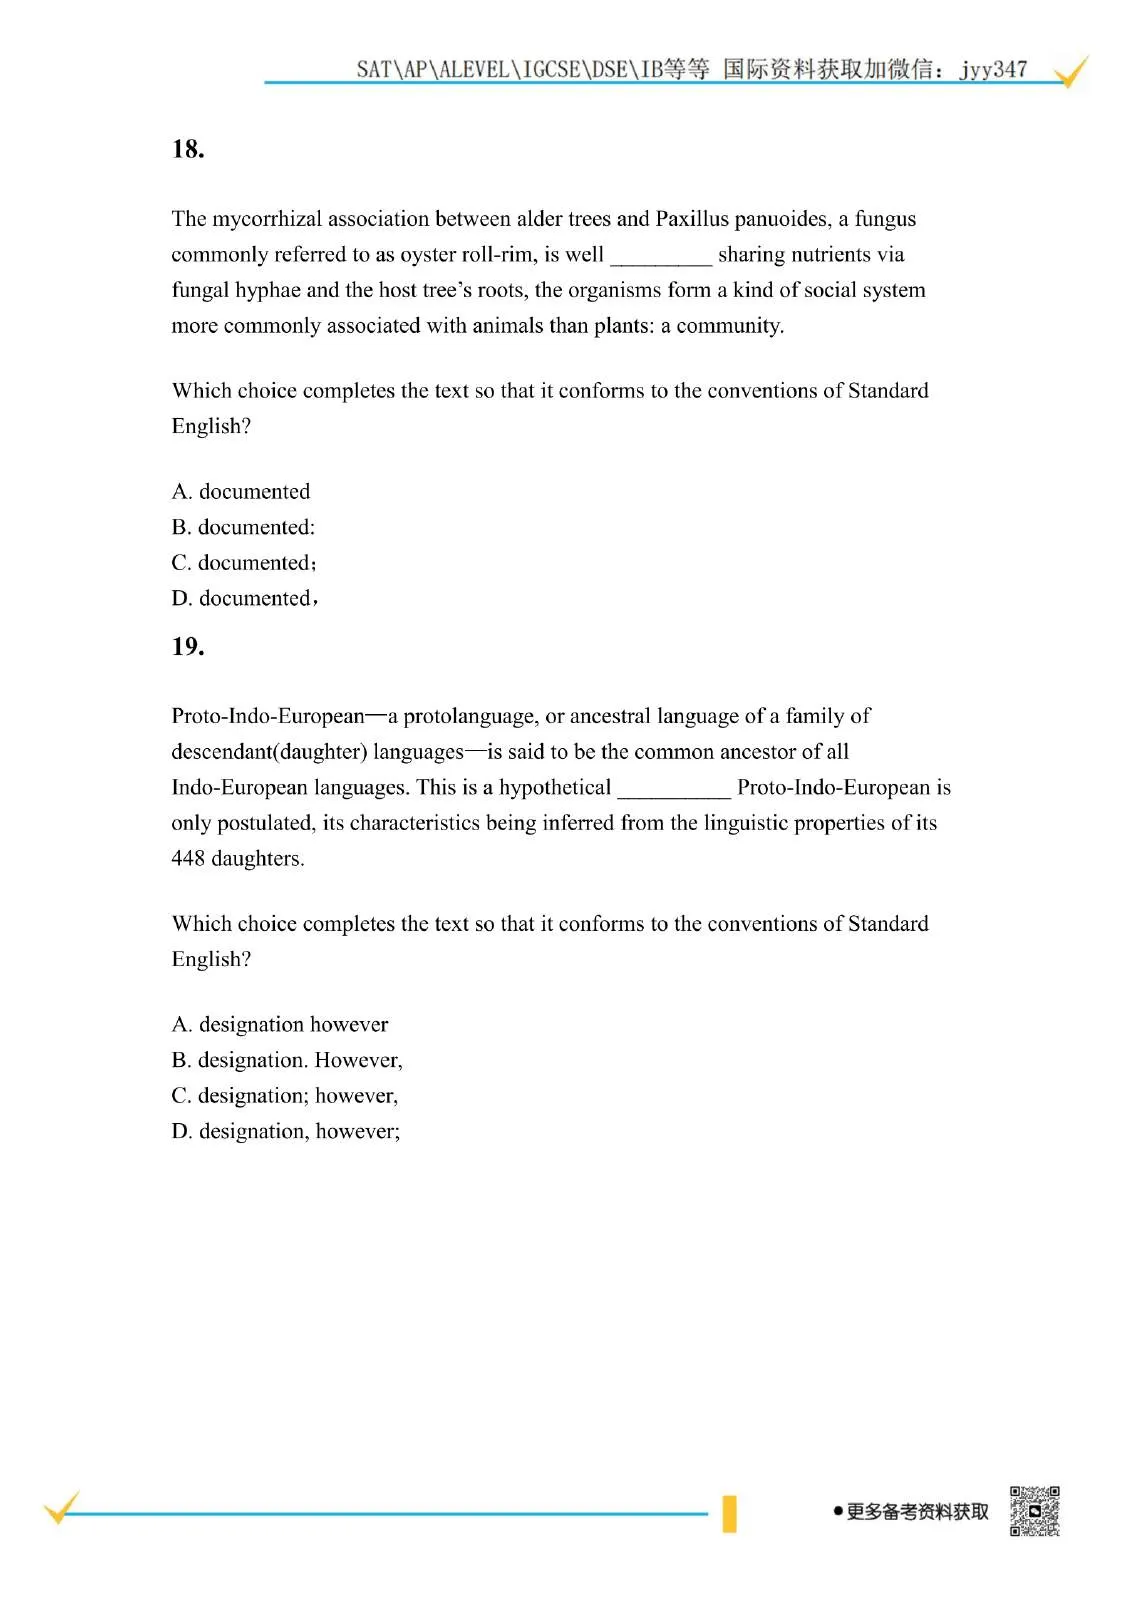 SAT\AP\ALEVEL\IGCSE\DSE\IB等等 国际资料获取加微信：jyy347
18.
The mycorrhizal association between alder trees and Paxillus panuoides, a fungus
commonly referred to as oyster roll-rim, is well _________ sharing nutrients via
fungal hyphae and the host tree’s roots, the organisms form a kind of social system
more commonly associated with animals than plants: a community.
Which choice completes the text so that it conforms to the conventions of Standard
English?
A. documented
B. documented:
C. documented；
D. documented，
19.
Proto-Indo-European—a protolanguage, or ancestral language of a family of
descendant(daughter) languages—is said to be the common ancestor of all
Indo-European languages. This is a hypothetical __________ Proto-Indo-European is
only postulated, its characteristics being inferred from the linguistic properties of its
448 daughters.
Which choice completes the text so that it conforms to the conventions of Standard
English?
A. designation however
B. designation. However,
C. designation; however,
D. designation, however;
●更多备考资料获取